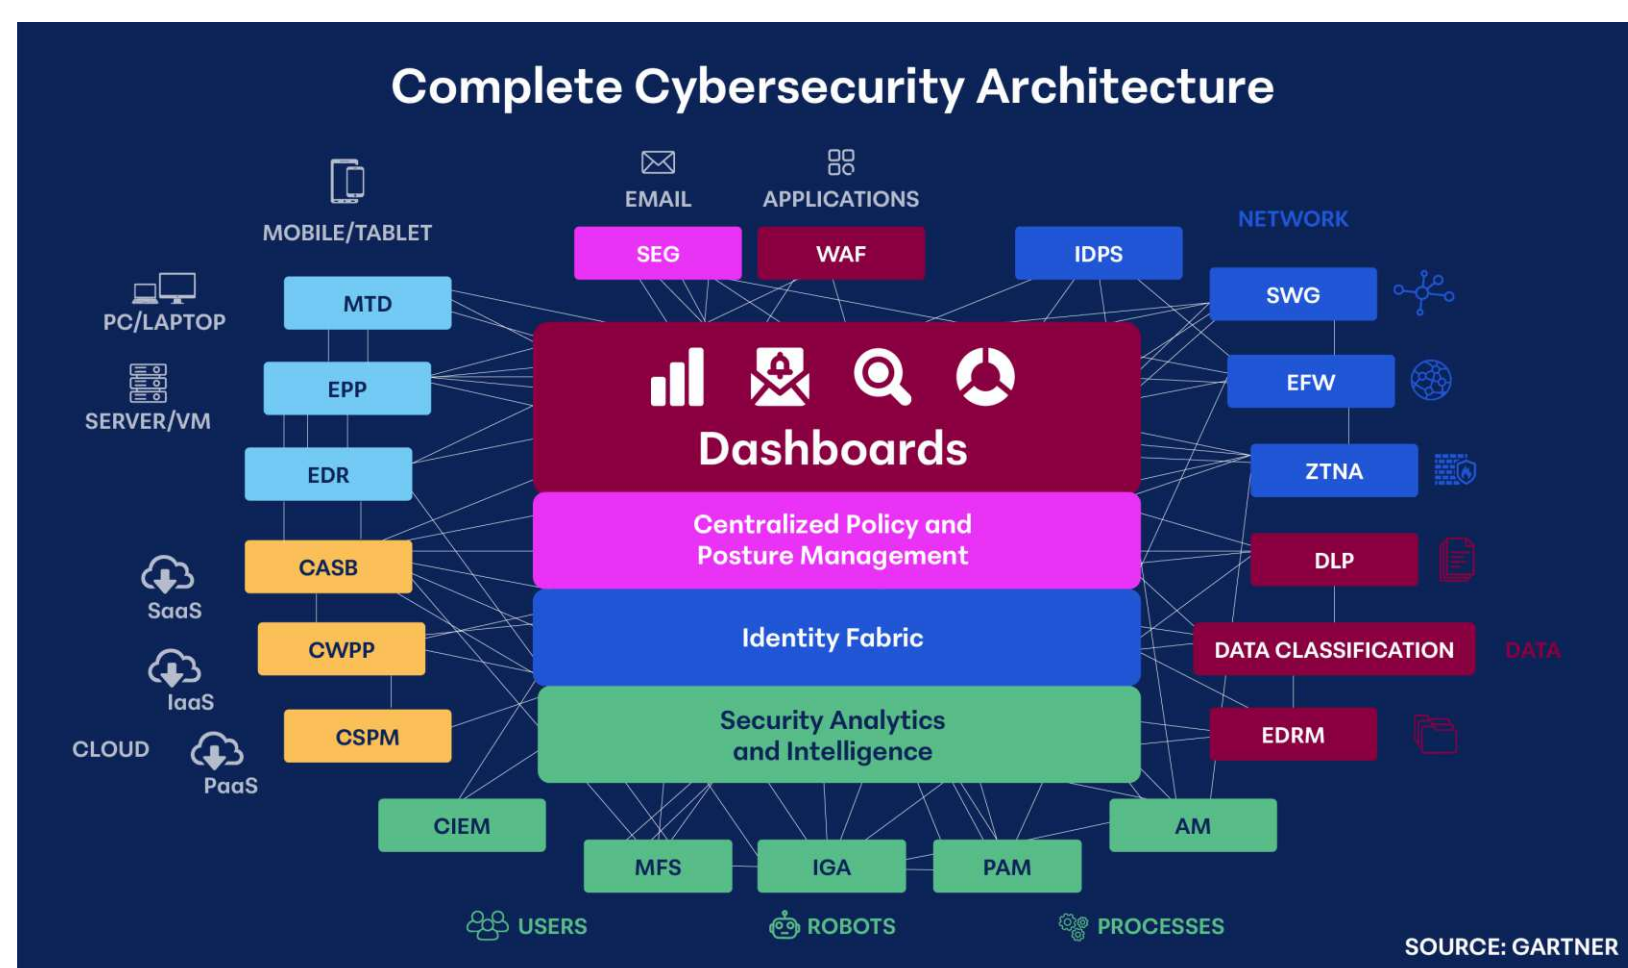 Complete Cybersecurity Architecture
EMAIL
APPLICATIONS
MOBILE/TABLET
NETWORK
SEG
WAF
IDPS
PC/LAPTOP
MTD
SWG
SERVER/VM
EPP
EFW
Dashboards
EDR
ZTNA
Centralized Policy and
Posture Management
SaaS
CASB
DLP
Identity Fabric
IaaS
CWPP
DATA CLASSIFICATION
DATA
Security Analytics
and Intelligence
CLOUD
PaaS
CSPM
EDRM
CIEM
AM
MFS
IGA
PAM
USERS
ROBOTS
PROCESSES
SOURCE: GARTNER